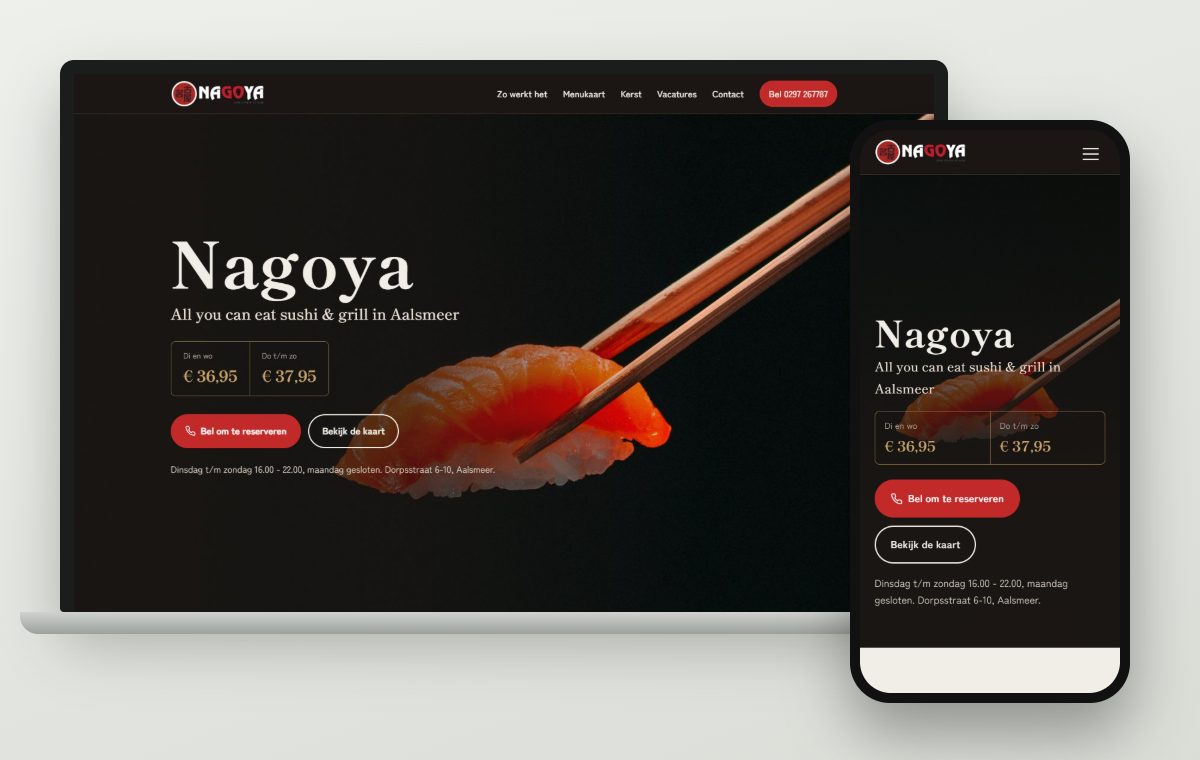 NAGOYA
Zo werkt het Menukaart Kerst Vacatures Contact Bel 0297 267787
Nagoya
All you can eat sushi & grill in Aalsmeer
Di en wo Do t/m zo
€ 36,95 € 37,95
Bel om te reserveren Bekijk de kaart
Dinsdag t/m zondag 16.00 - 22.00, maandag gesloten. Dorpsstraat 6-10, Aalsmeer.
NAGOYA
Nagoya
All you can eat sushi & grill in
Aalsmeer
Di en wo Do t/m zo
€ 36,95 € 37,95
Bel om te reserveren
Bekijk de kaart
Dinsdag t/m zondag 16.00 - 22.00, maandag
gesloten. Dorpsstraat 6-10, Aalsmeer.